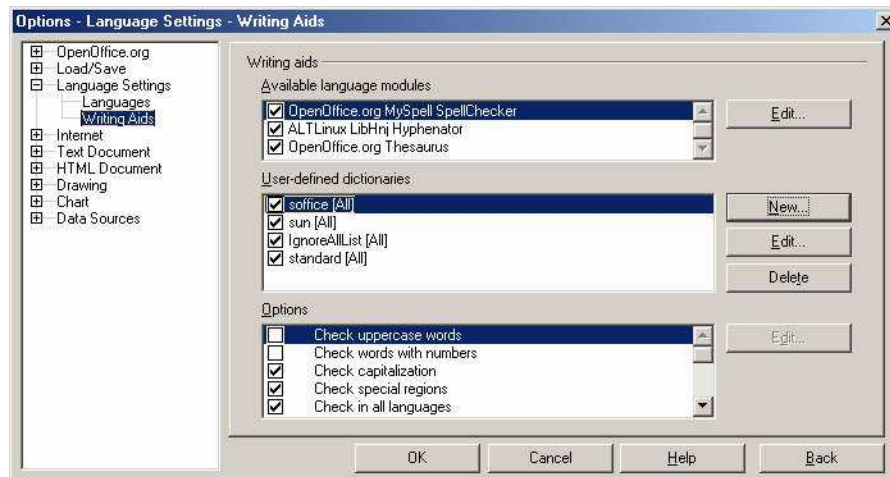 Options - Language Settings - Writing Aids
OpenOffice.org
Load/Save
Language Settings
Languages
Writing Aids
Internet
Text Document
HTML Document
Drawing
Chart
Data Sources
Writing aids
Available language modules
OpenOffice.org MySpell SpellChecker
ALTLinux LibHnj Hyphenator
OpenOffice.org Thesaurus
Edit...
User-defined dictionaries
soffice [All]
sun [All]
IgnoreAllList [All]
standard [All]
New...
Edit...
Delete
Options
Check uppercase words
Check words with numbers
Check capitalization
Check special regions
Check in all languages
Edit...
OK Cancel Help Back